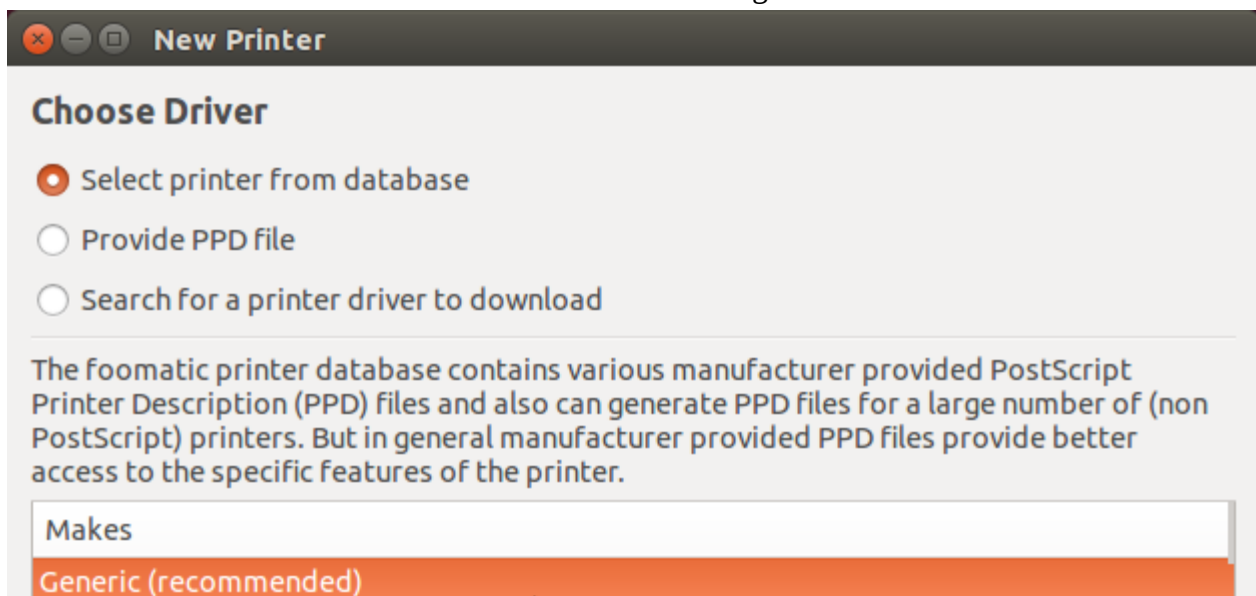 New Printer
Choose Driver
Select printer from database
Provide PPD file
Search for a printer driver to download
The foomatic printer database contains various manufacturer provided PostScript
Printer Description (PPD) files and also can generate PPD files for a large number of (non
PostScript) printers. But in general manufacturer provided PPD files provide better
access to the specific features of the printer.
Makes
Generic (recommended)